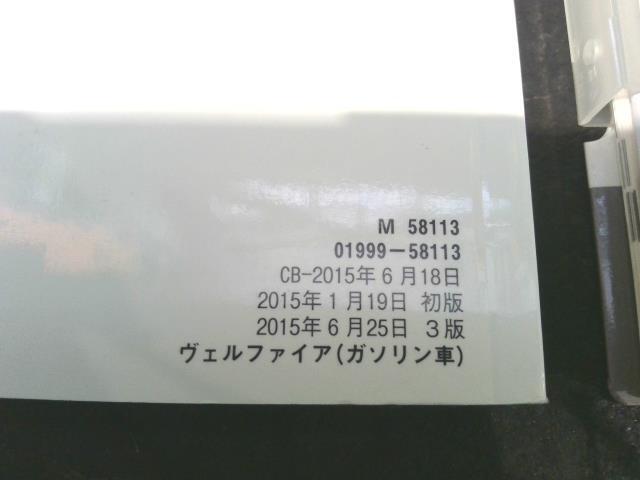 M 58113
01999-58113
CB-2015年6月18日
2015年1月19日 初版
2015年6月25日 3版
ヴェルファイア(ガソリン車)